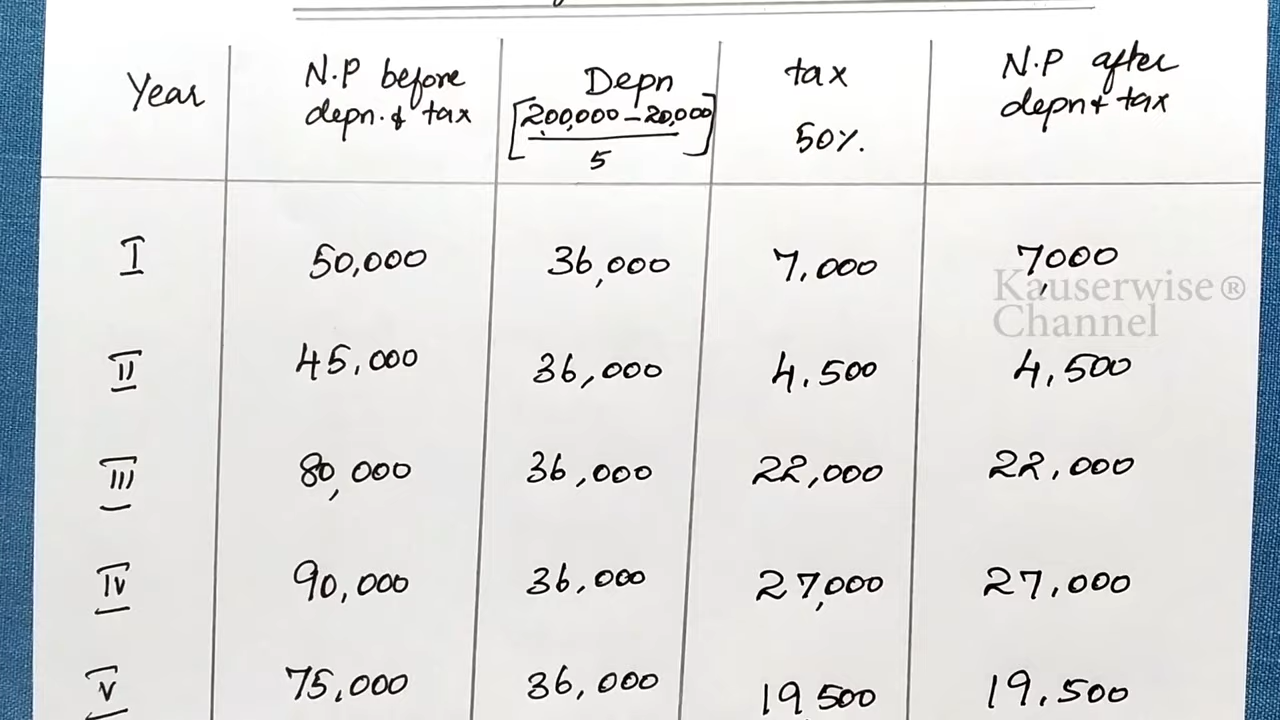 Year N.P before depn. & tax Depn [200,000 - 20,000 / 5] tax 50%. N.P after depn & tax
I 50,000 36,000 7,000 7,000
II 45,000 36,000 4,500 4,500
III 80,000 36,000 22,000 22,000
IV 90,000 36,000 27,000 27,000
V 75,000 36,000 19,500 19,500
Kauserwise®
Channel